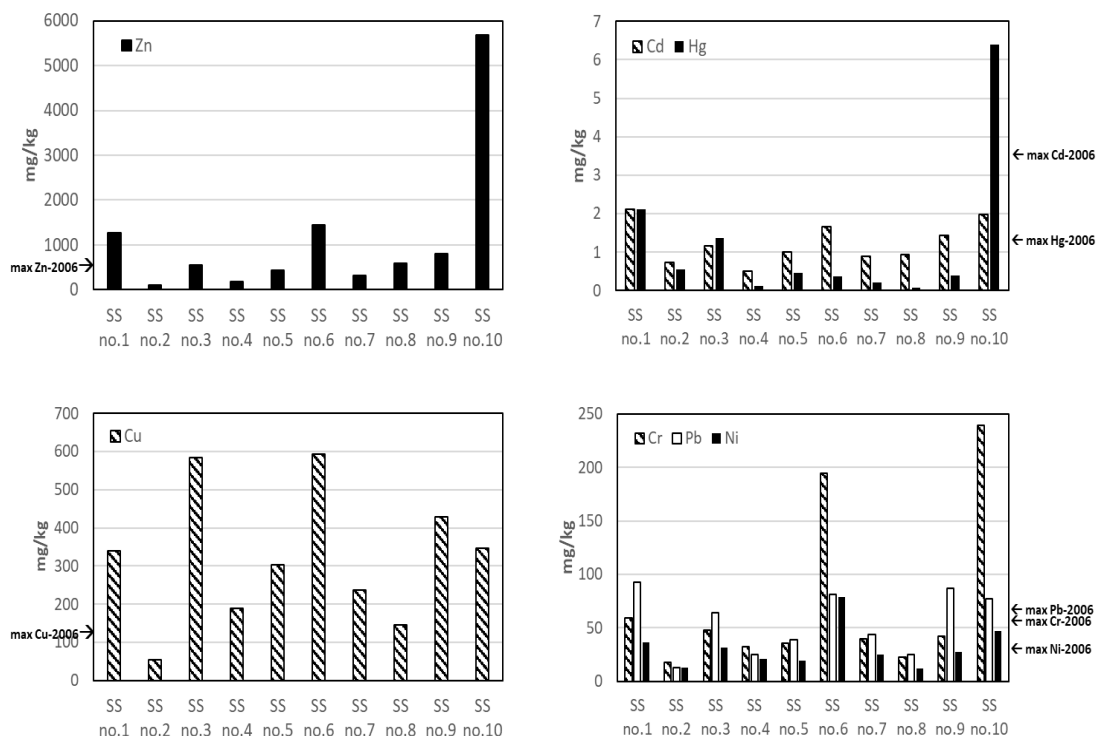 6000
5000
4000
3000
2000
1000
0
mg/kg
Zn
max Zn-2006
SS SS SS SS SS SS SS SS SS SS
no.1 no.2 no.3 no.4 no.5 no.6 no.7 no.8 no.9 no.10
7
6
5
4
3
2
1
0
mg/kg
Cd Hg
← max Cd-2006
← max Hg-2006
SS SS SS SS SS SS SS SS SS SS
no.1 no.2 no.3 no.4 no.5 no.6 no.7 no.8 no.9 no.10
700
600
500
400
300
200
100
0
mg/kg
Cu
max Cu-2006
SS SS SS SS SS SS SS SS SS SS
no.1 no.2 no.3 no.4 no.5 no.6 no.7 no.8 no.9 no.10
250
200
150
100
50
0
mg/kg
Cr Pb Ni
← max Pb-2006
← max Cr-2006
← max Ni-2006
SS SS SS SS SS SS SS SS SS SS
no.1 no.2 no.3 no.4 no.5 no.6 no.7 no.8 no.9 no.10